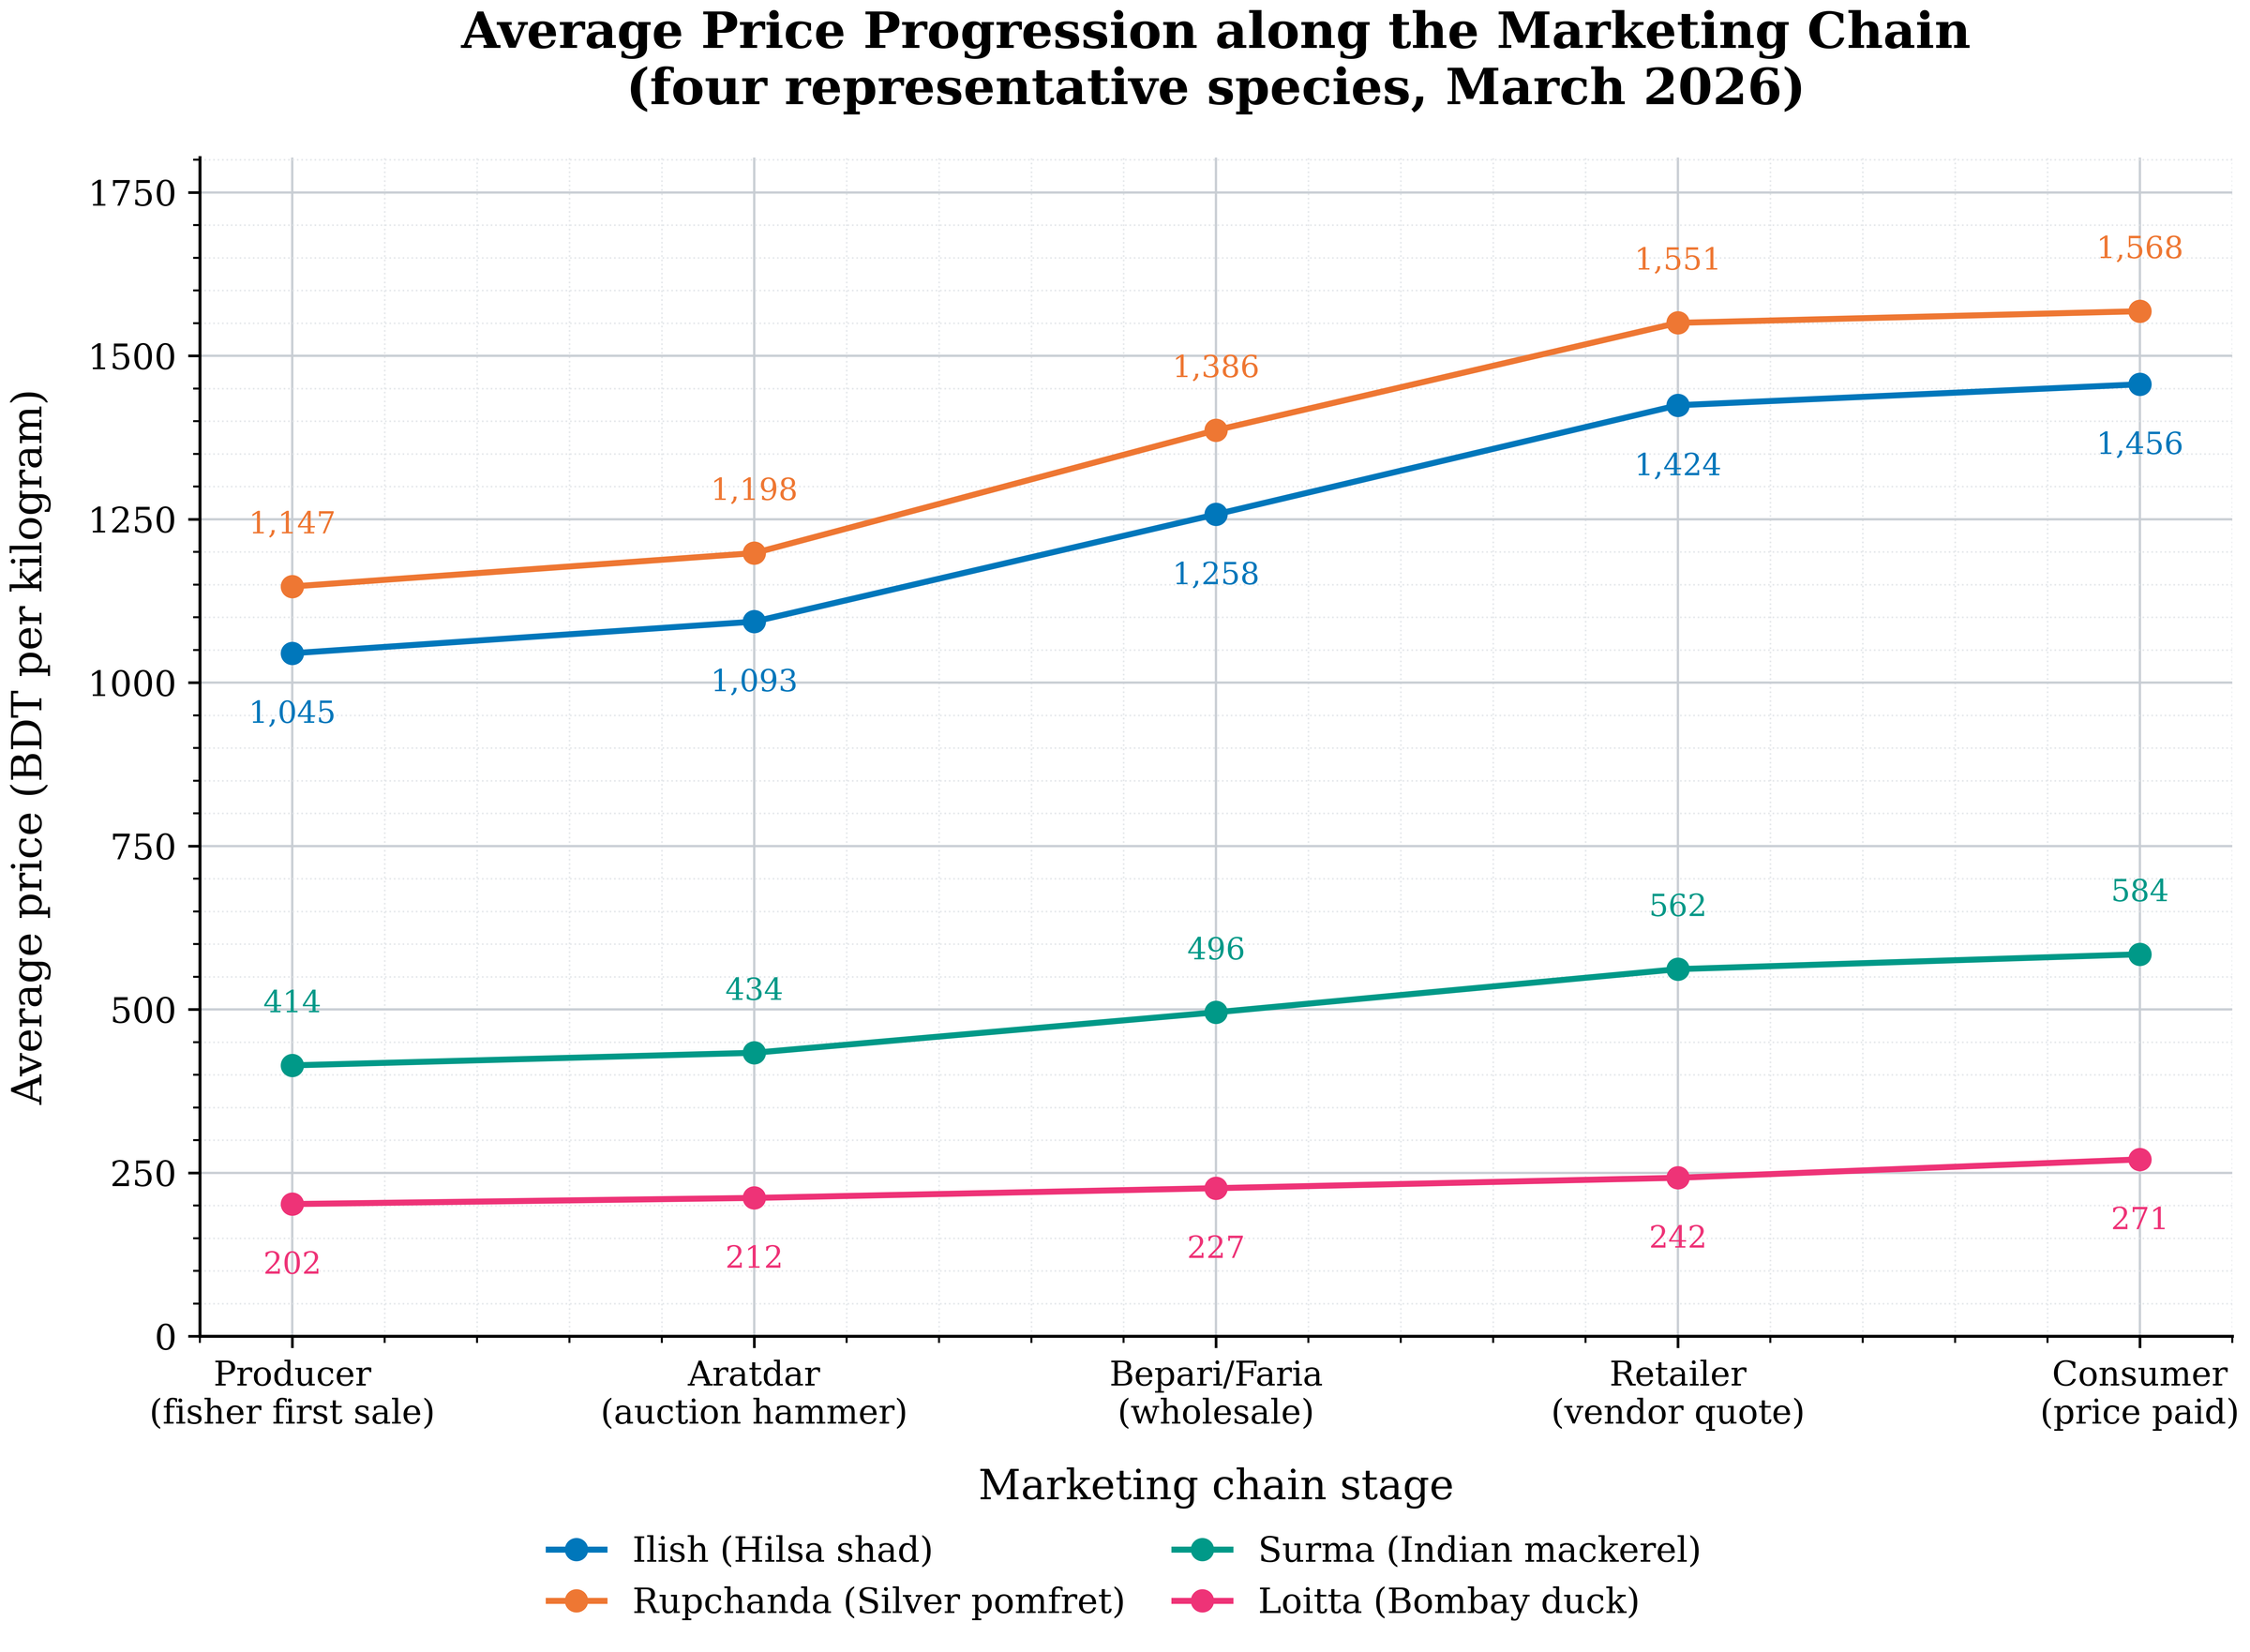 Average Price Progression along the Marketing Chain
(four representative species, March 2026)
Average price (BDT per kilogram)
1750
1500
1250
1000
750
500
250
0
1,147
1,198
1,386
1,551
1,568
1,045
1,093
1,258
1,424
1,456
414
434
496
562
584
202
212
227
242
271
Producer
(fisher first sale)
Aratdar
(auction hammer)
Bepari/Faria
(wholesale)
Retailer
(vendor quote)
Consumer
(price paid)
Marketing chain stage
Ilish (Hilsa shad)
Rupchanda (Silver pomfret)
Surma (Indian mackerel)
Loitta (Bombay duck)